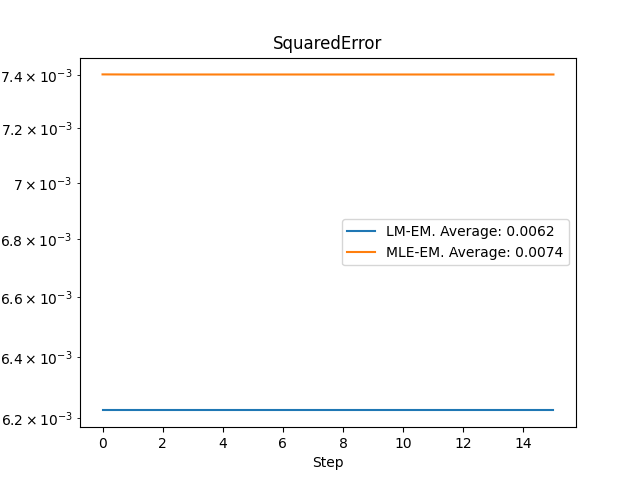 SquaredError
7.4 × 10⁻³
7.2 × 10⁻³
7 × 10⁻³
6.8 × 10⁻³
6.6 × 10⁻³
6.4 × 10⁻³
6.2 × 10⁻³
LM-EM. Average: 0.0062
MLE-EM. Average: 0.0074
0 2 4 6 8 10 12 14
Step